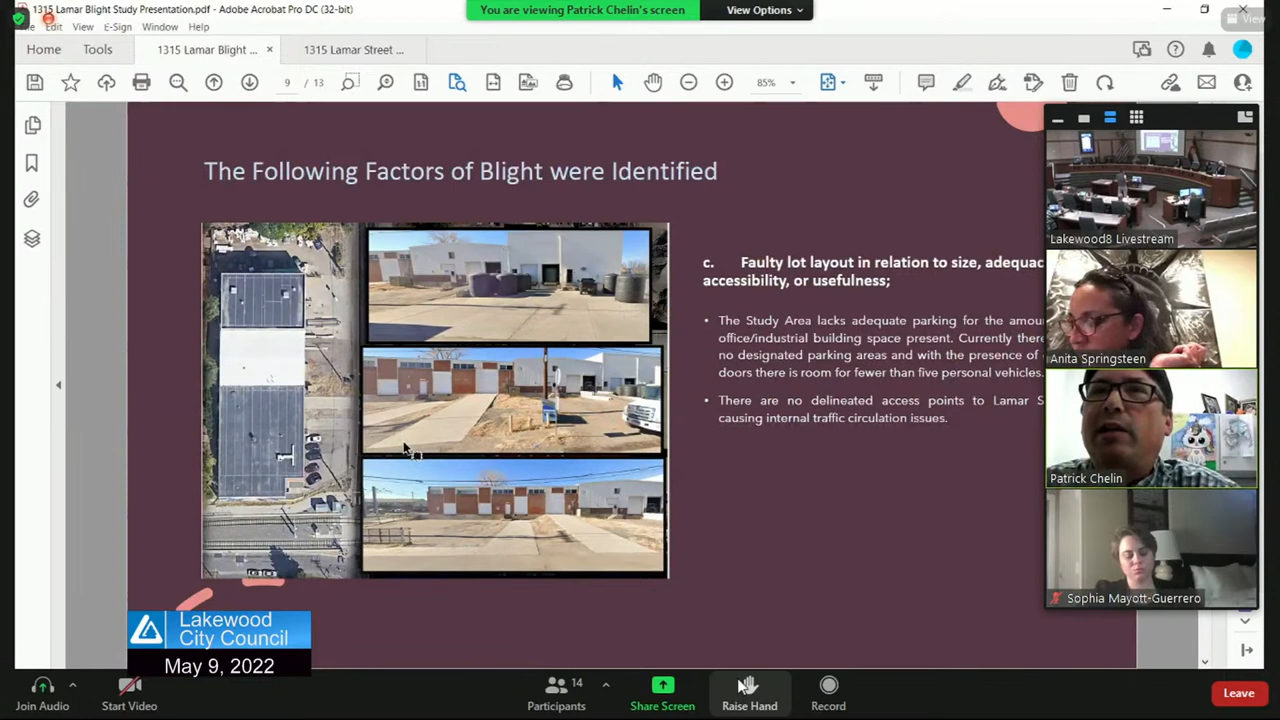 1315 Lamar Blight Study Presentation.pdf - Adobe Acrobat Pro DC (32-bit)
You are viewing Patrick Chelin's screen
View Options
View
Edit View E-Sign Window Help
Home Tools 1315 Lamar Blight ... × 1315 Lamar Street ...
9 / 13
85%
The Following Factors of Blight were Identified
c. Faulty lot layout in relation to size, adequac
accessibility, or usefulness;
• The Study Area lacks adequate parking for the amou
office/industrial building space present. Currently there
no designated parking areas and with the presence of
doors there is room for fewer than five personal vehicles.
• There are no delineated access points to Lamar S
causing internal traffic circulation issues.
Lakewood8 Livestream
Anita Springsteen
Patrick Chelin
Sophia Mayott-Guerrero
Lakewood
City Council
May 9, 2022
Join Audio
Start Video
14
Participants
Share Screen
Raise Hand
Record
Leave